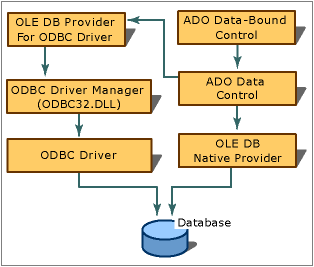 OLE DB Provider
For ODBC Driver
ADO Data-Bound
Control
ODBC Driver Manager
(ODBC32.DLL)
ADO Data
Control
ODBC Driver
OLE DB
Native Provider
Database